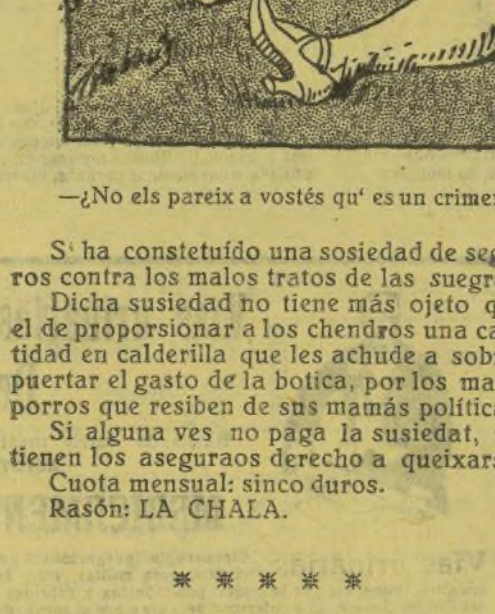 —¿No els pareix a vostés qu‘ es un crimen
S‘ ha constetuído una sosiedad de seg
ros contra los malos tratos de las suegr
Dicha susiedad no tiene más ojeto q
el de proporsionar a los chendros una ca
tidad en calderilla que les achude a sob
puertar el gasto de la botica, por los ma
porros que resiben de sus mamás polític
Si alguna ves no paga la susiedat,
tienen los aseguraos derecho a queixars
Cuota mensual: sinco duros.
Rasón: LA CHALA.